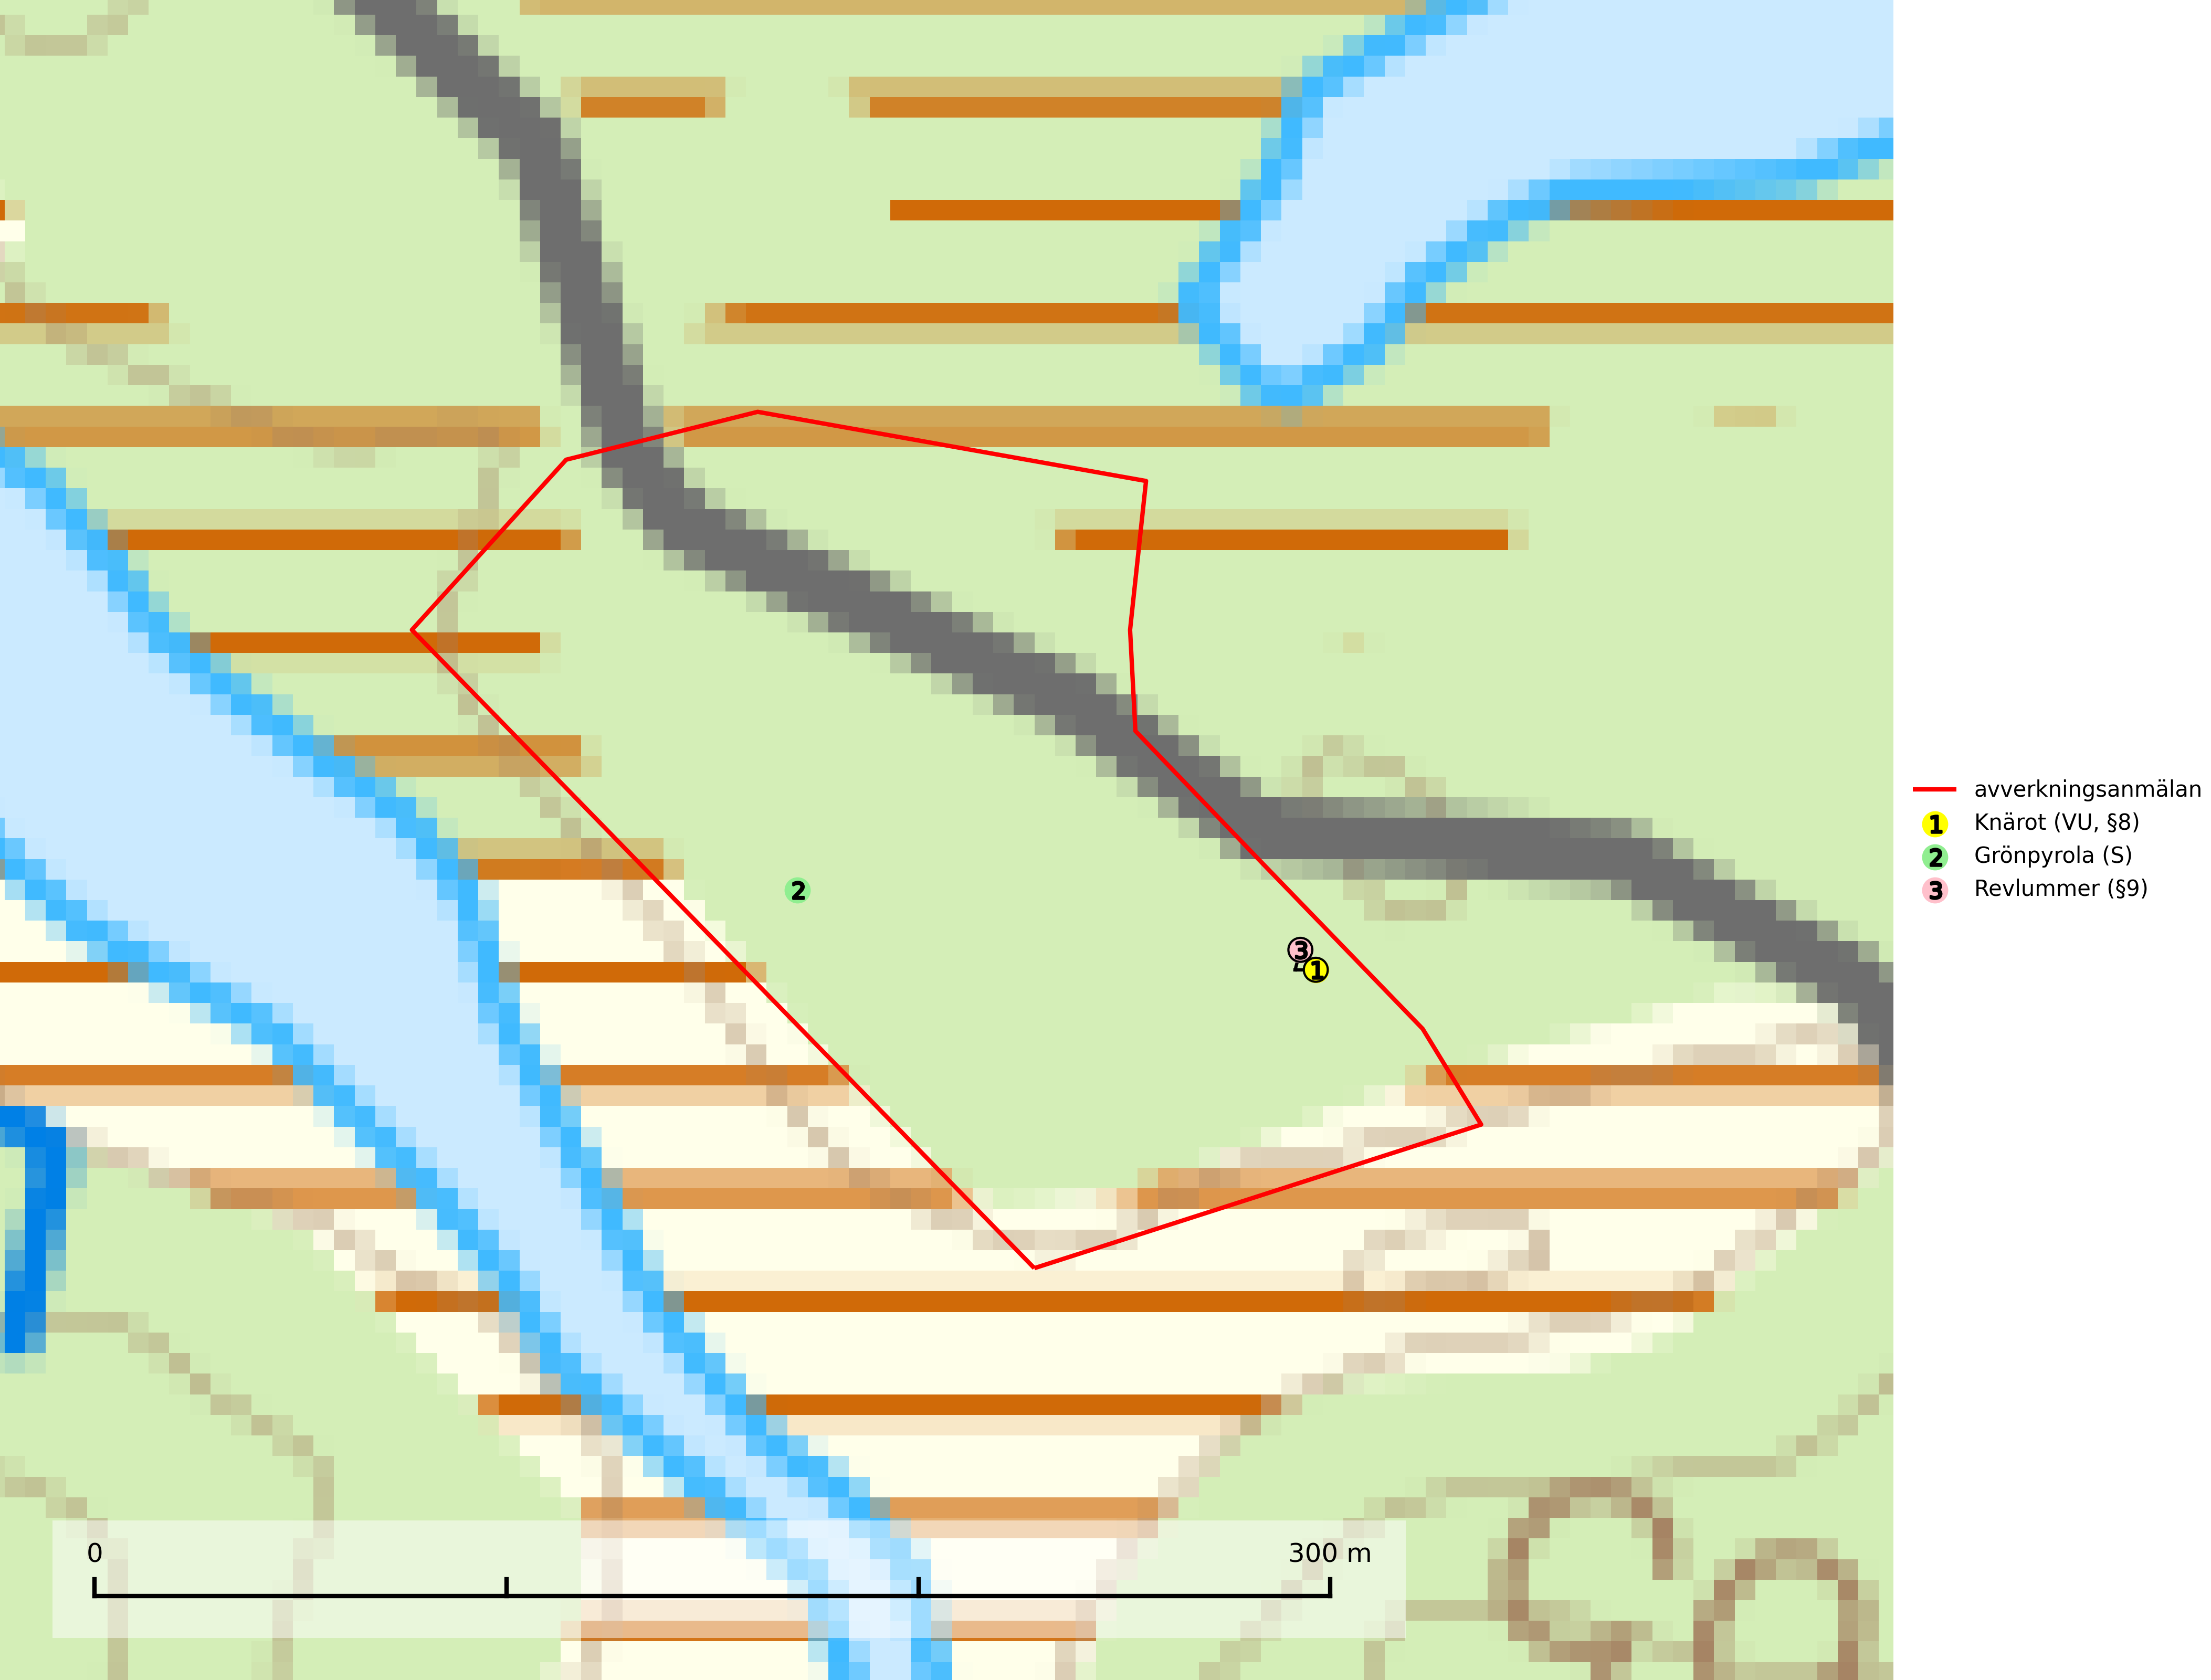 avverkningsanmälan
1 Knärot (VU, §8)
2 Grönpyrola (S)
3 Revlummer (§9)
2
3
1
0 300 m